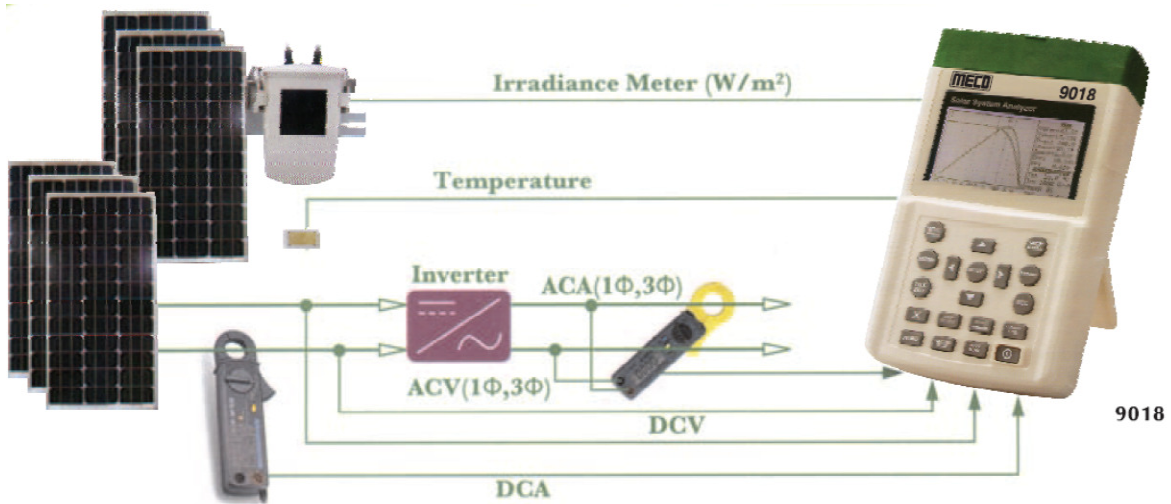 Irradiance Meter (W/m²)
MECO
9018
Solar System Analyzer
Temperature
Inverter
ACA(1Φ,3Φ)
ACV(1Φ,3Φ)
DCV
9018
DCA